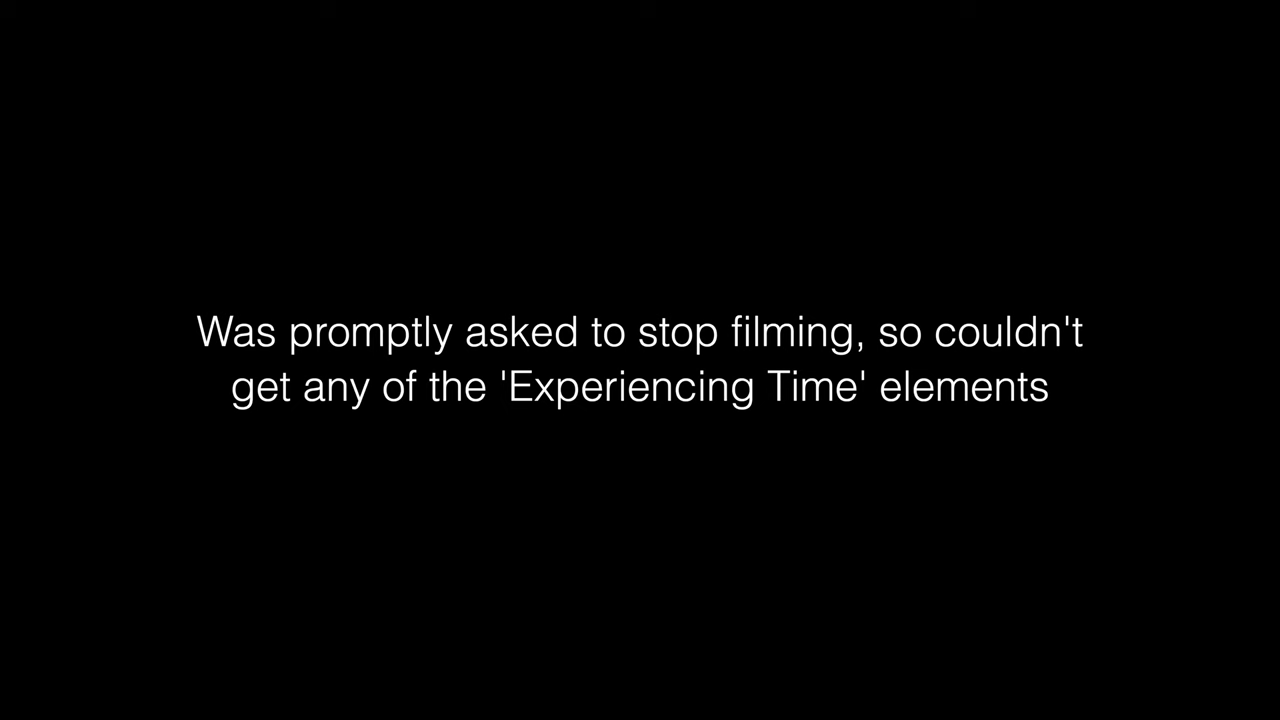 Was promptly asked to stop filming, so couldn't
get any of the 'Experiencing Time' elements